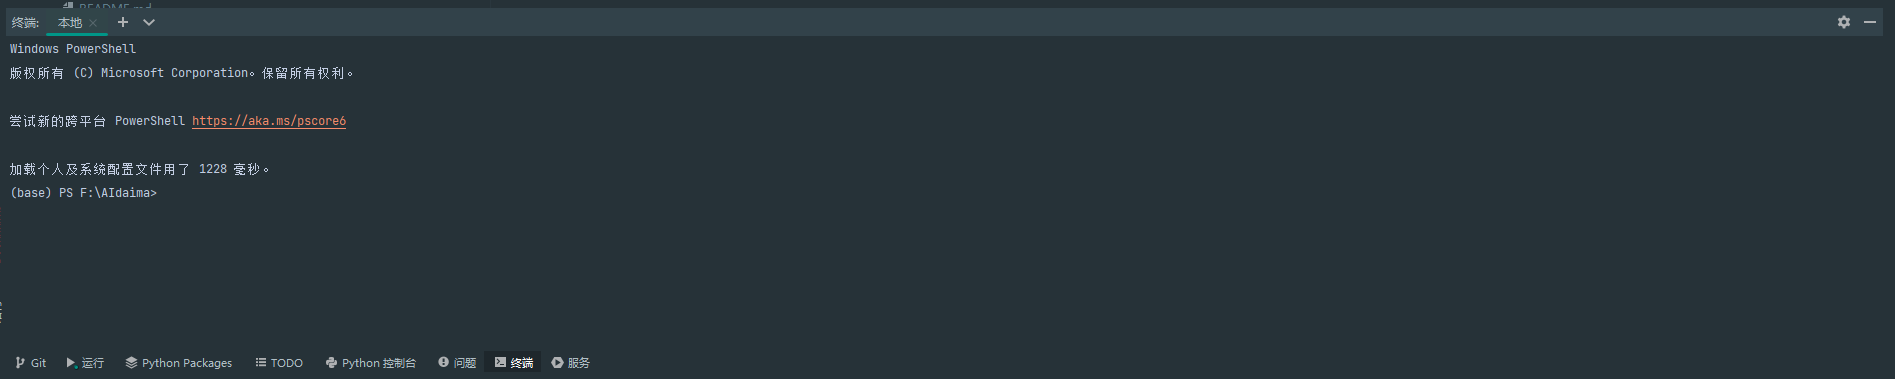 README.md
终端: 本地
Windows PowerShell
版权所有 (C) Microsoft Corporation。保留所有权利。
尝试新的跨平台 PowerShell https://aka.ms/pscore6
加载个人及系统配置文件用了 1228 毫秒。
(base) PS F:\AIdaima>
Git 运行 Python Packages TODO Python 控制台 问题 终端 服务